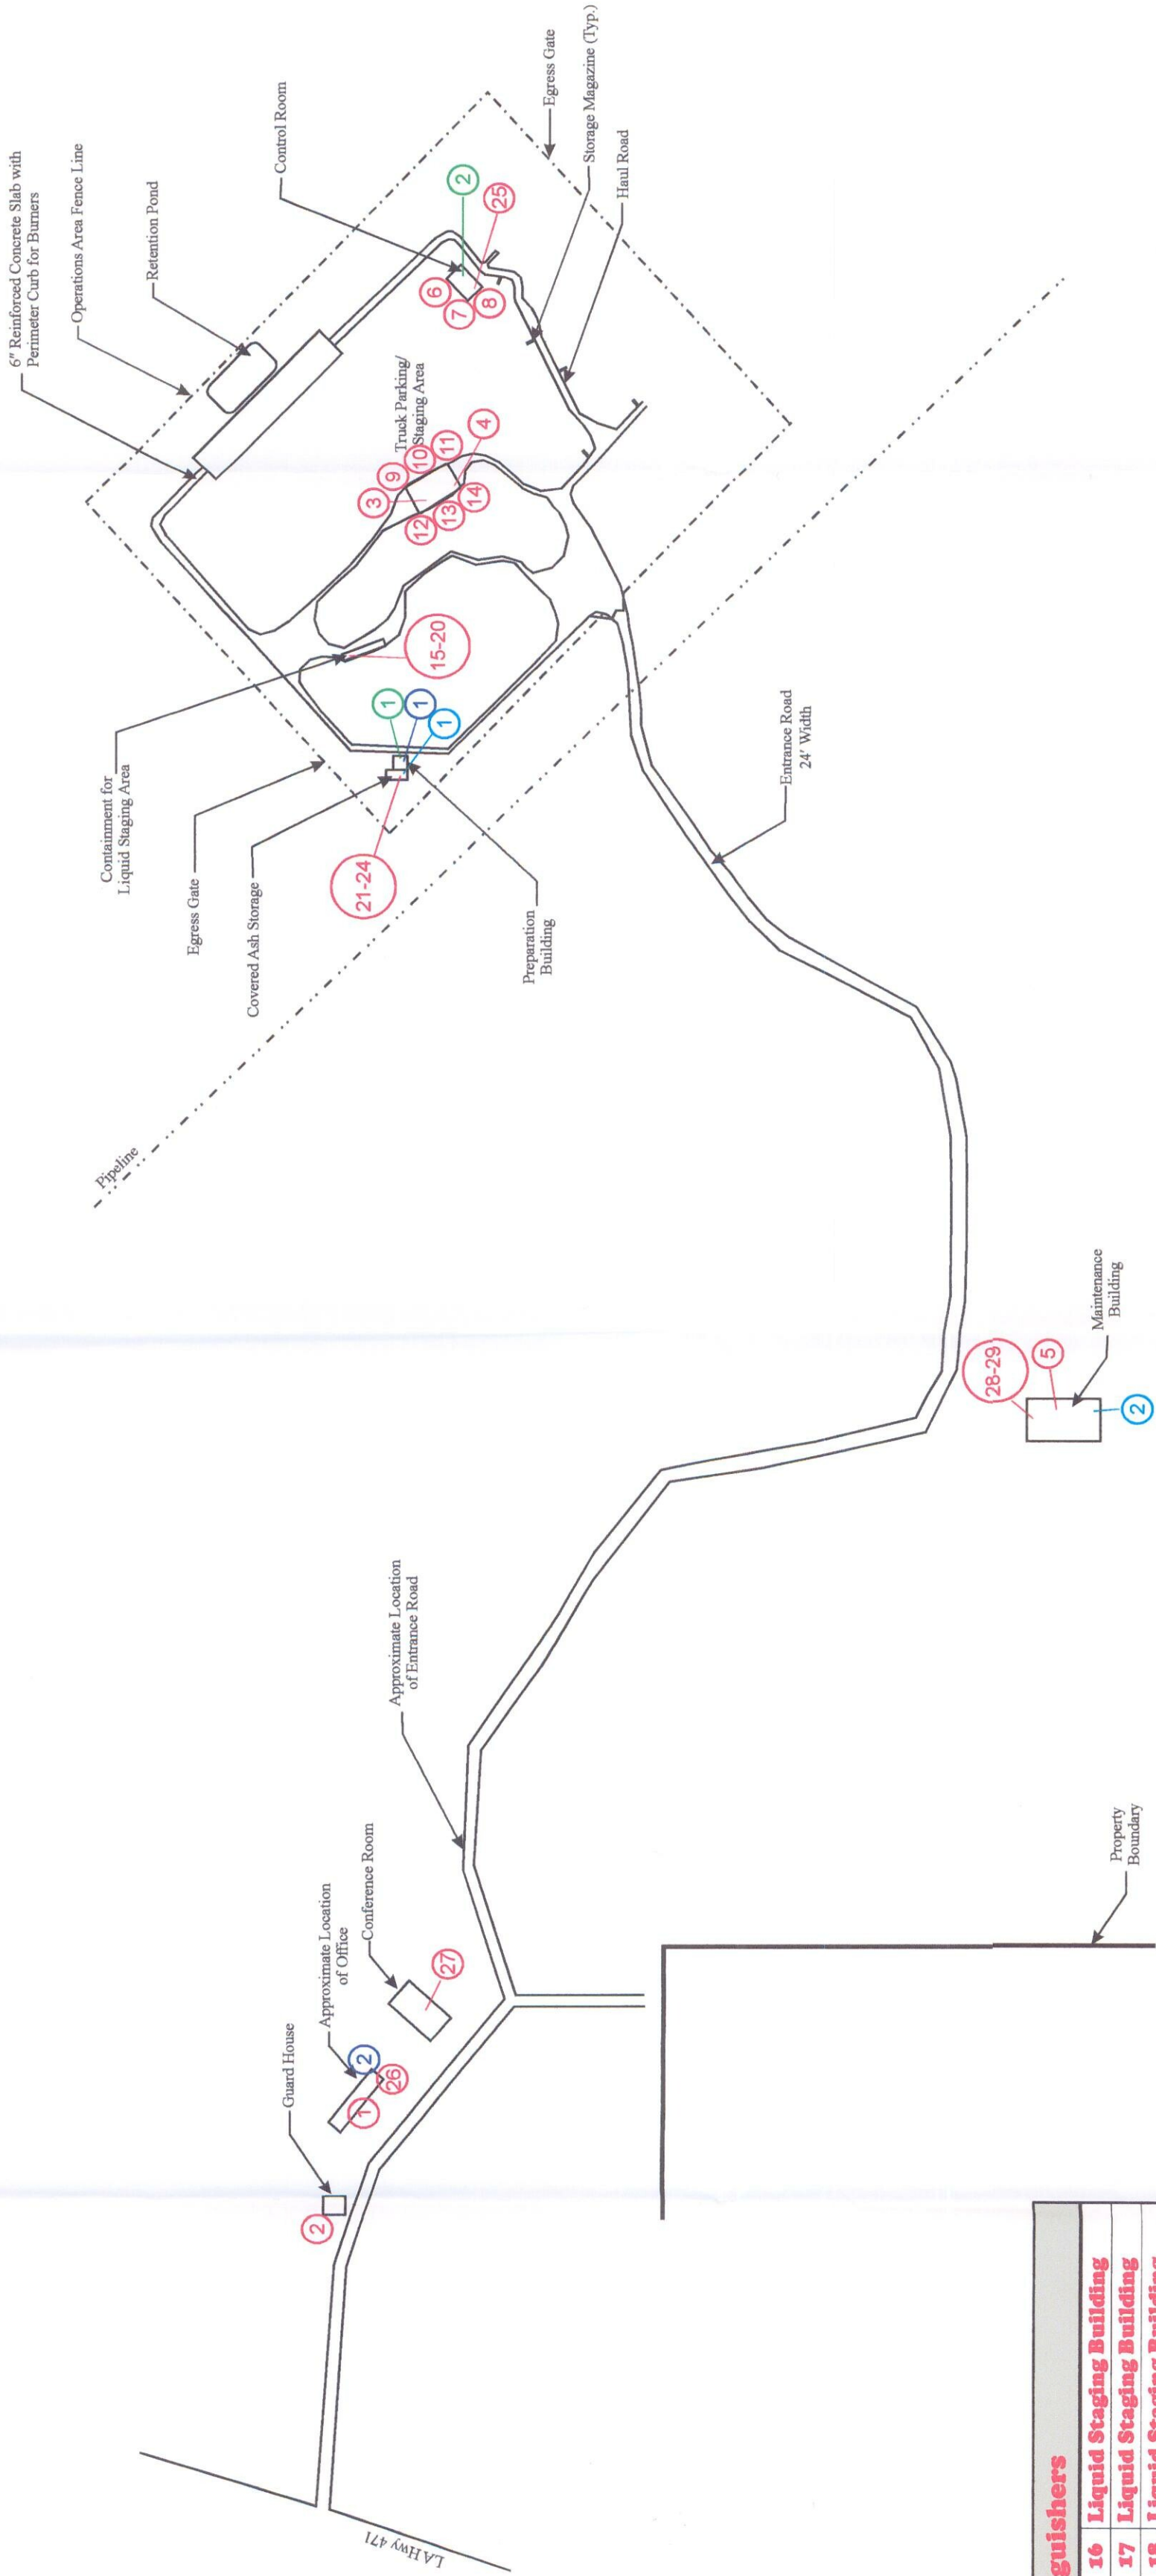 6" Reinforced Concrete Slab with
Perimeter Curb for Burners
Operations Area Fence Line
Retention Pond
Control Room
Egress Gate
Storage Magazine (Typ.)
Haul Road
2
25
6
7
8
Truck Parking/
Staging Area
3
9
10
11
4
12
13
14
15-20
Containment for
Liquid Staging Area
1
1
1
Egress Gate
Covered Ash Storage
21-24
Preparation
Building
Entrance Road
24' Width
Pipeline
28-29
5
2
Maintenance
Building
Approximate Location
of Entrance Road
Property
Boundary
Conference Room
27
Approximate Location
of Office
2
26
1
Guard House
2
LA Hwy 471
guishers
16 Liquid Staging Building
17 Liquid Staging Building
18 Liquid Staging Building